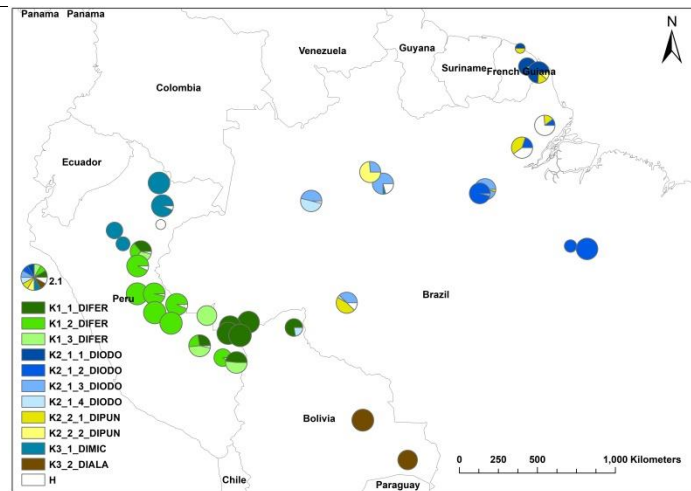 Panama Panama
N
Venezuela
Guyana
Suriname
French Guiana
Colombia
Ecuador
Peru
Brazil
Bolivia
Chile
Paraguay
2.1
K1_1_DIFER
K1_2_DIFER
K1_3_DIFER
K2_1_1_DIODO
K2_1_2_DIODO
K2_1_3_DIODO
K2_1_4_DIODO
K2_2_1_DIPUN
K2_2_2_DIPUN
K3_1_DIMIC
K3_2_DIALA
H
0 250 500 1,000 Kilometers